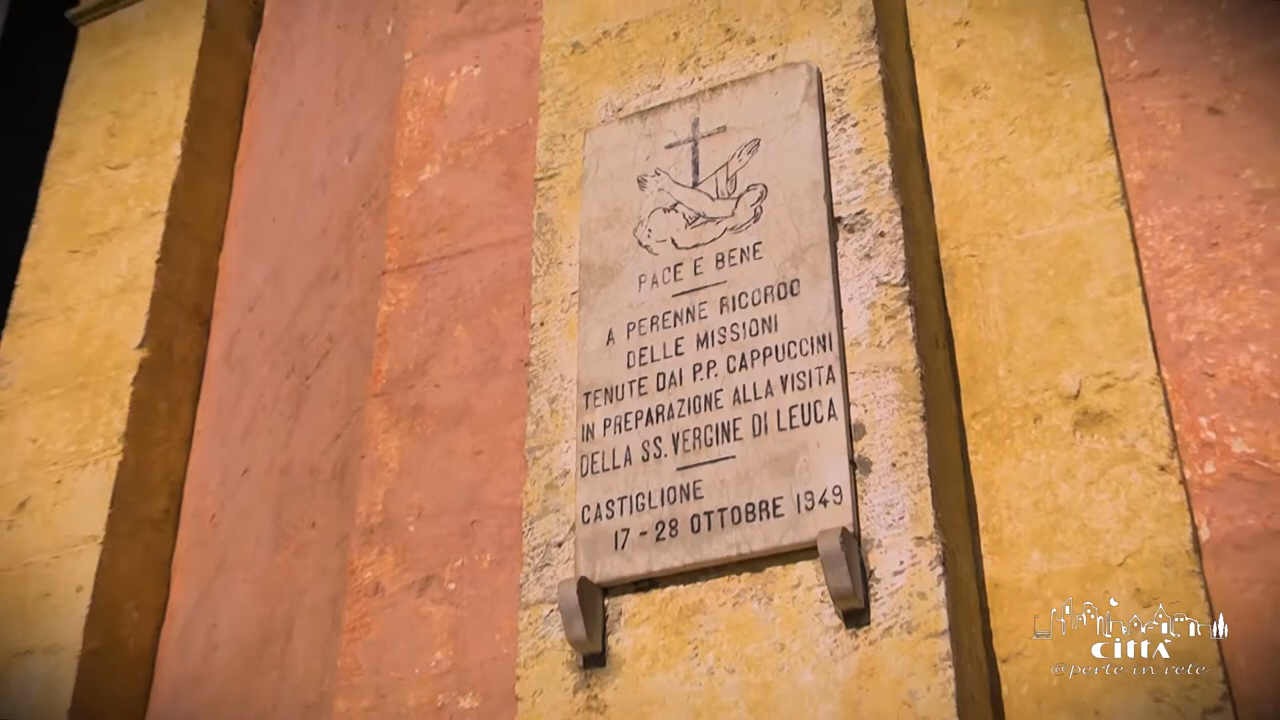 PACE E BENE
A PERENNE RICORDO
DELLE MISSIONI
TENUTE DAI P.P. CAPPUCCINI
IN PREPARAZIONE ALLA VISITA
DELLA SS. VERGINE DI LEUCA
CASTIGLIONE
17 - 28 OTTOBRE 1949
CITTÀ
@perte in rete